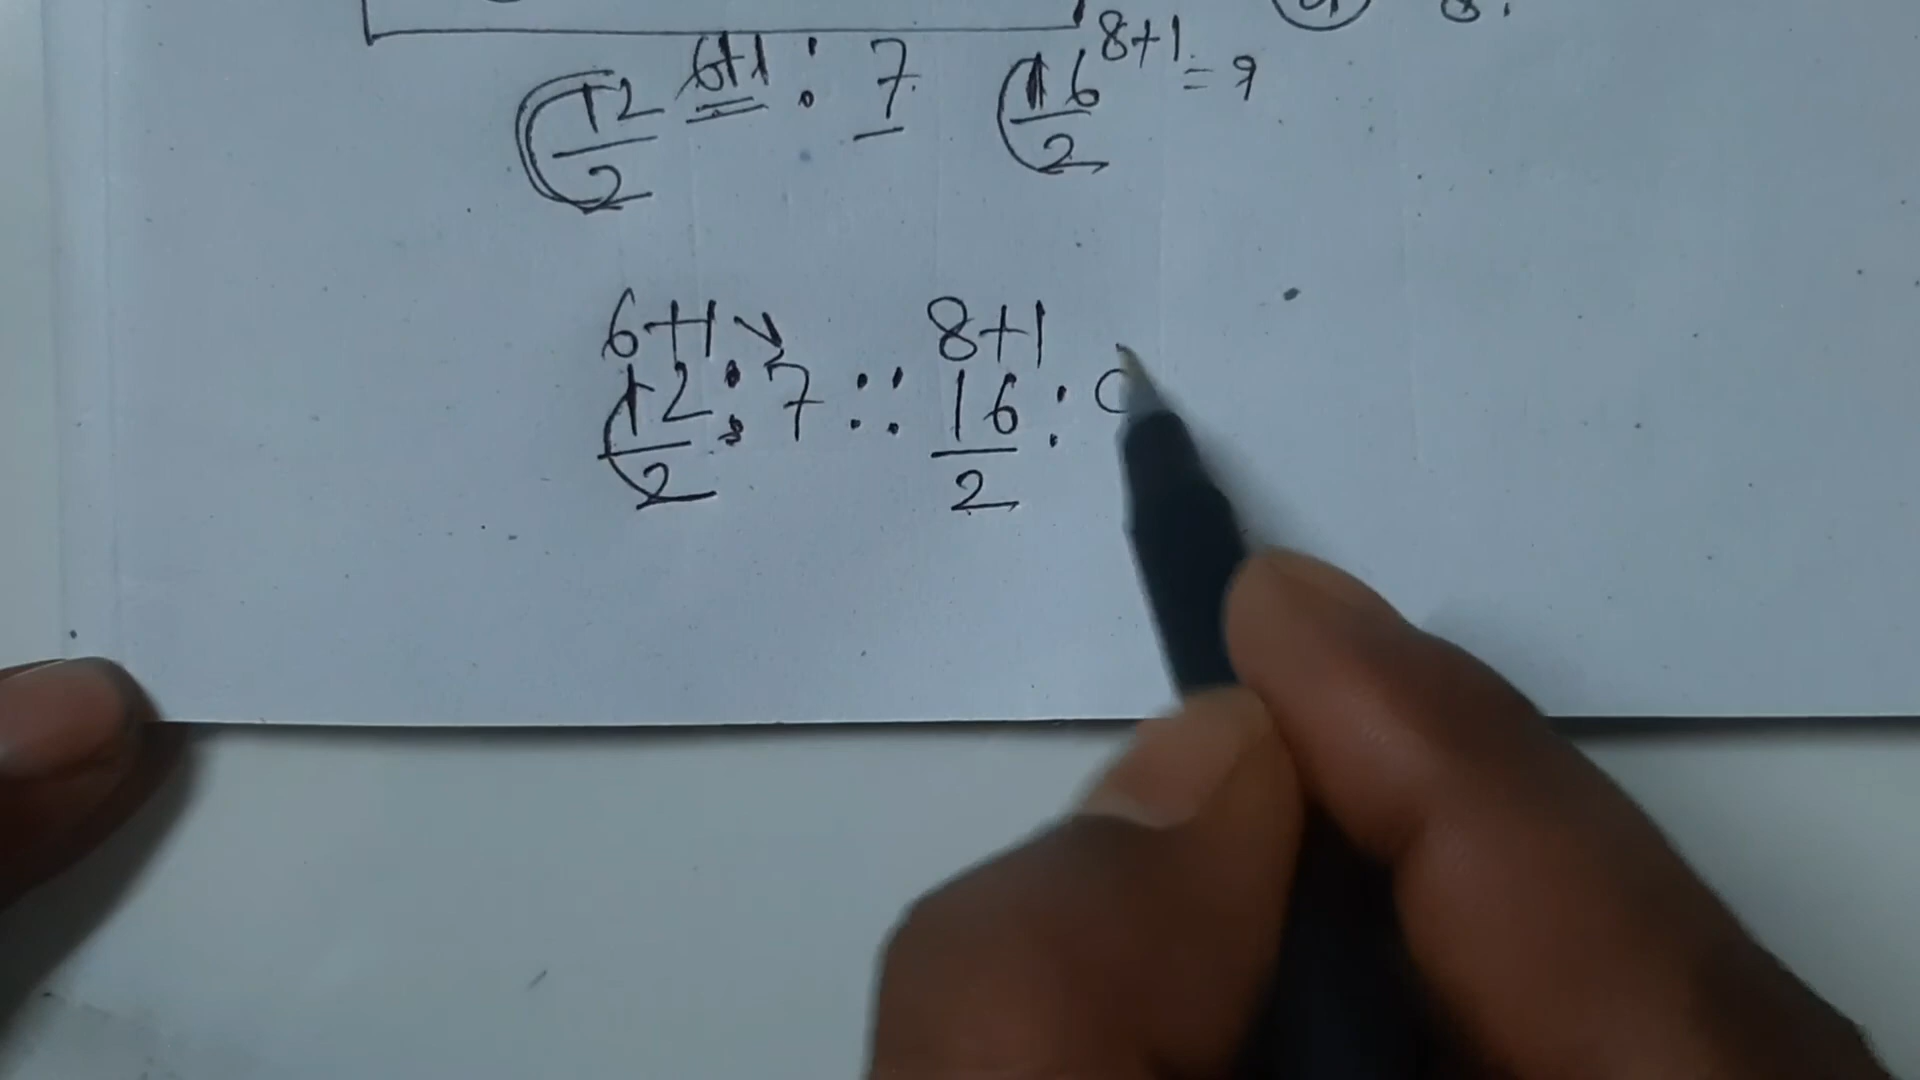 12/2 6+1 : 7 16/2 8+1 = 9
6+1 8+1
12 : 7 :: 16 :
2 2